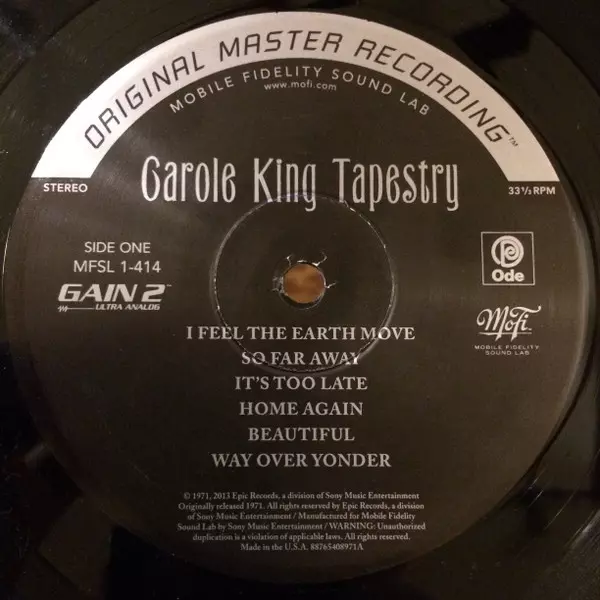 ORIGINAL MASTER RECORDING™
MOBILE FIDELITY SOUND LAB
www.mofi.com
STEREO
33⅓ RPM
Carole King Tapestry
SIDE ONE
MFSL 1-414
GAIN 2™
ULTRA ANALOG
Ode
MoFi
MOBILE FIDELITY
SOUND LAB
I FEEL THE EARTH MOVE
SO FAR AWAY
IT'S TOO LATE
HOME AGAIN
BEAUTIFUL
WAY OVER YONDER
© 1971, 2013 Epic Records, a division of Sony Music Entertainment
Originally released 1971. All rights reserved by Epic Records, a division
of Sony Music Entertainment / Manufactured for Mobile Fidelity
Sound Lab by Sony Music Entertainment / WARNING: Unauthorized
duplication is a violation of applicable laws. All rights reserved.
Made in the U.S.A. 88765408971A